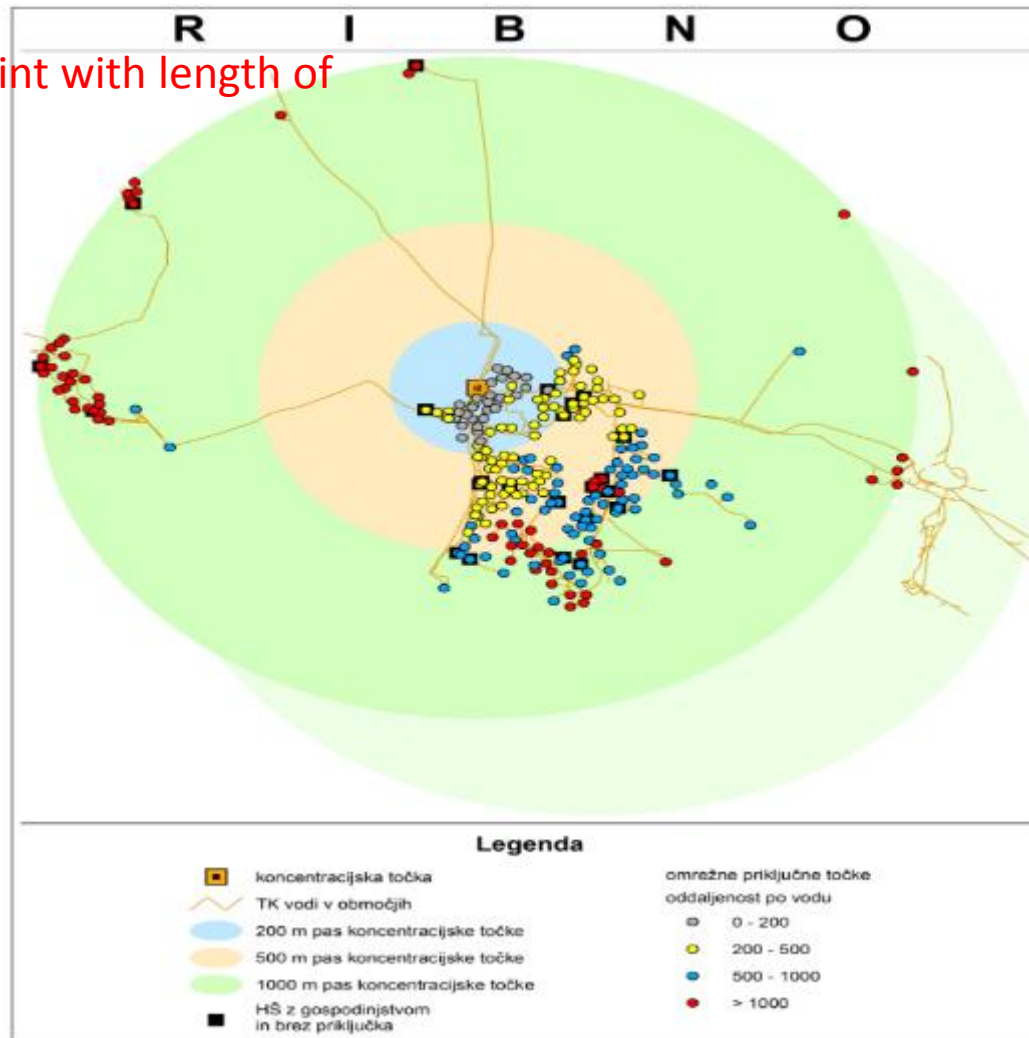 R I B N O
int with length of
Legenda
koncentracijska točka
TK vodi v območjih
200 m pas koncentracijske točke
500 m pas koncentracijske točke
1000 m pas koncentracijske točke
HŠ z gospodinjstvom
in brez priključka
omrežne priključne točke
oddaljenost po vodu
0 - 200
200 - 500
500 - 1000
> 1000